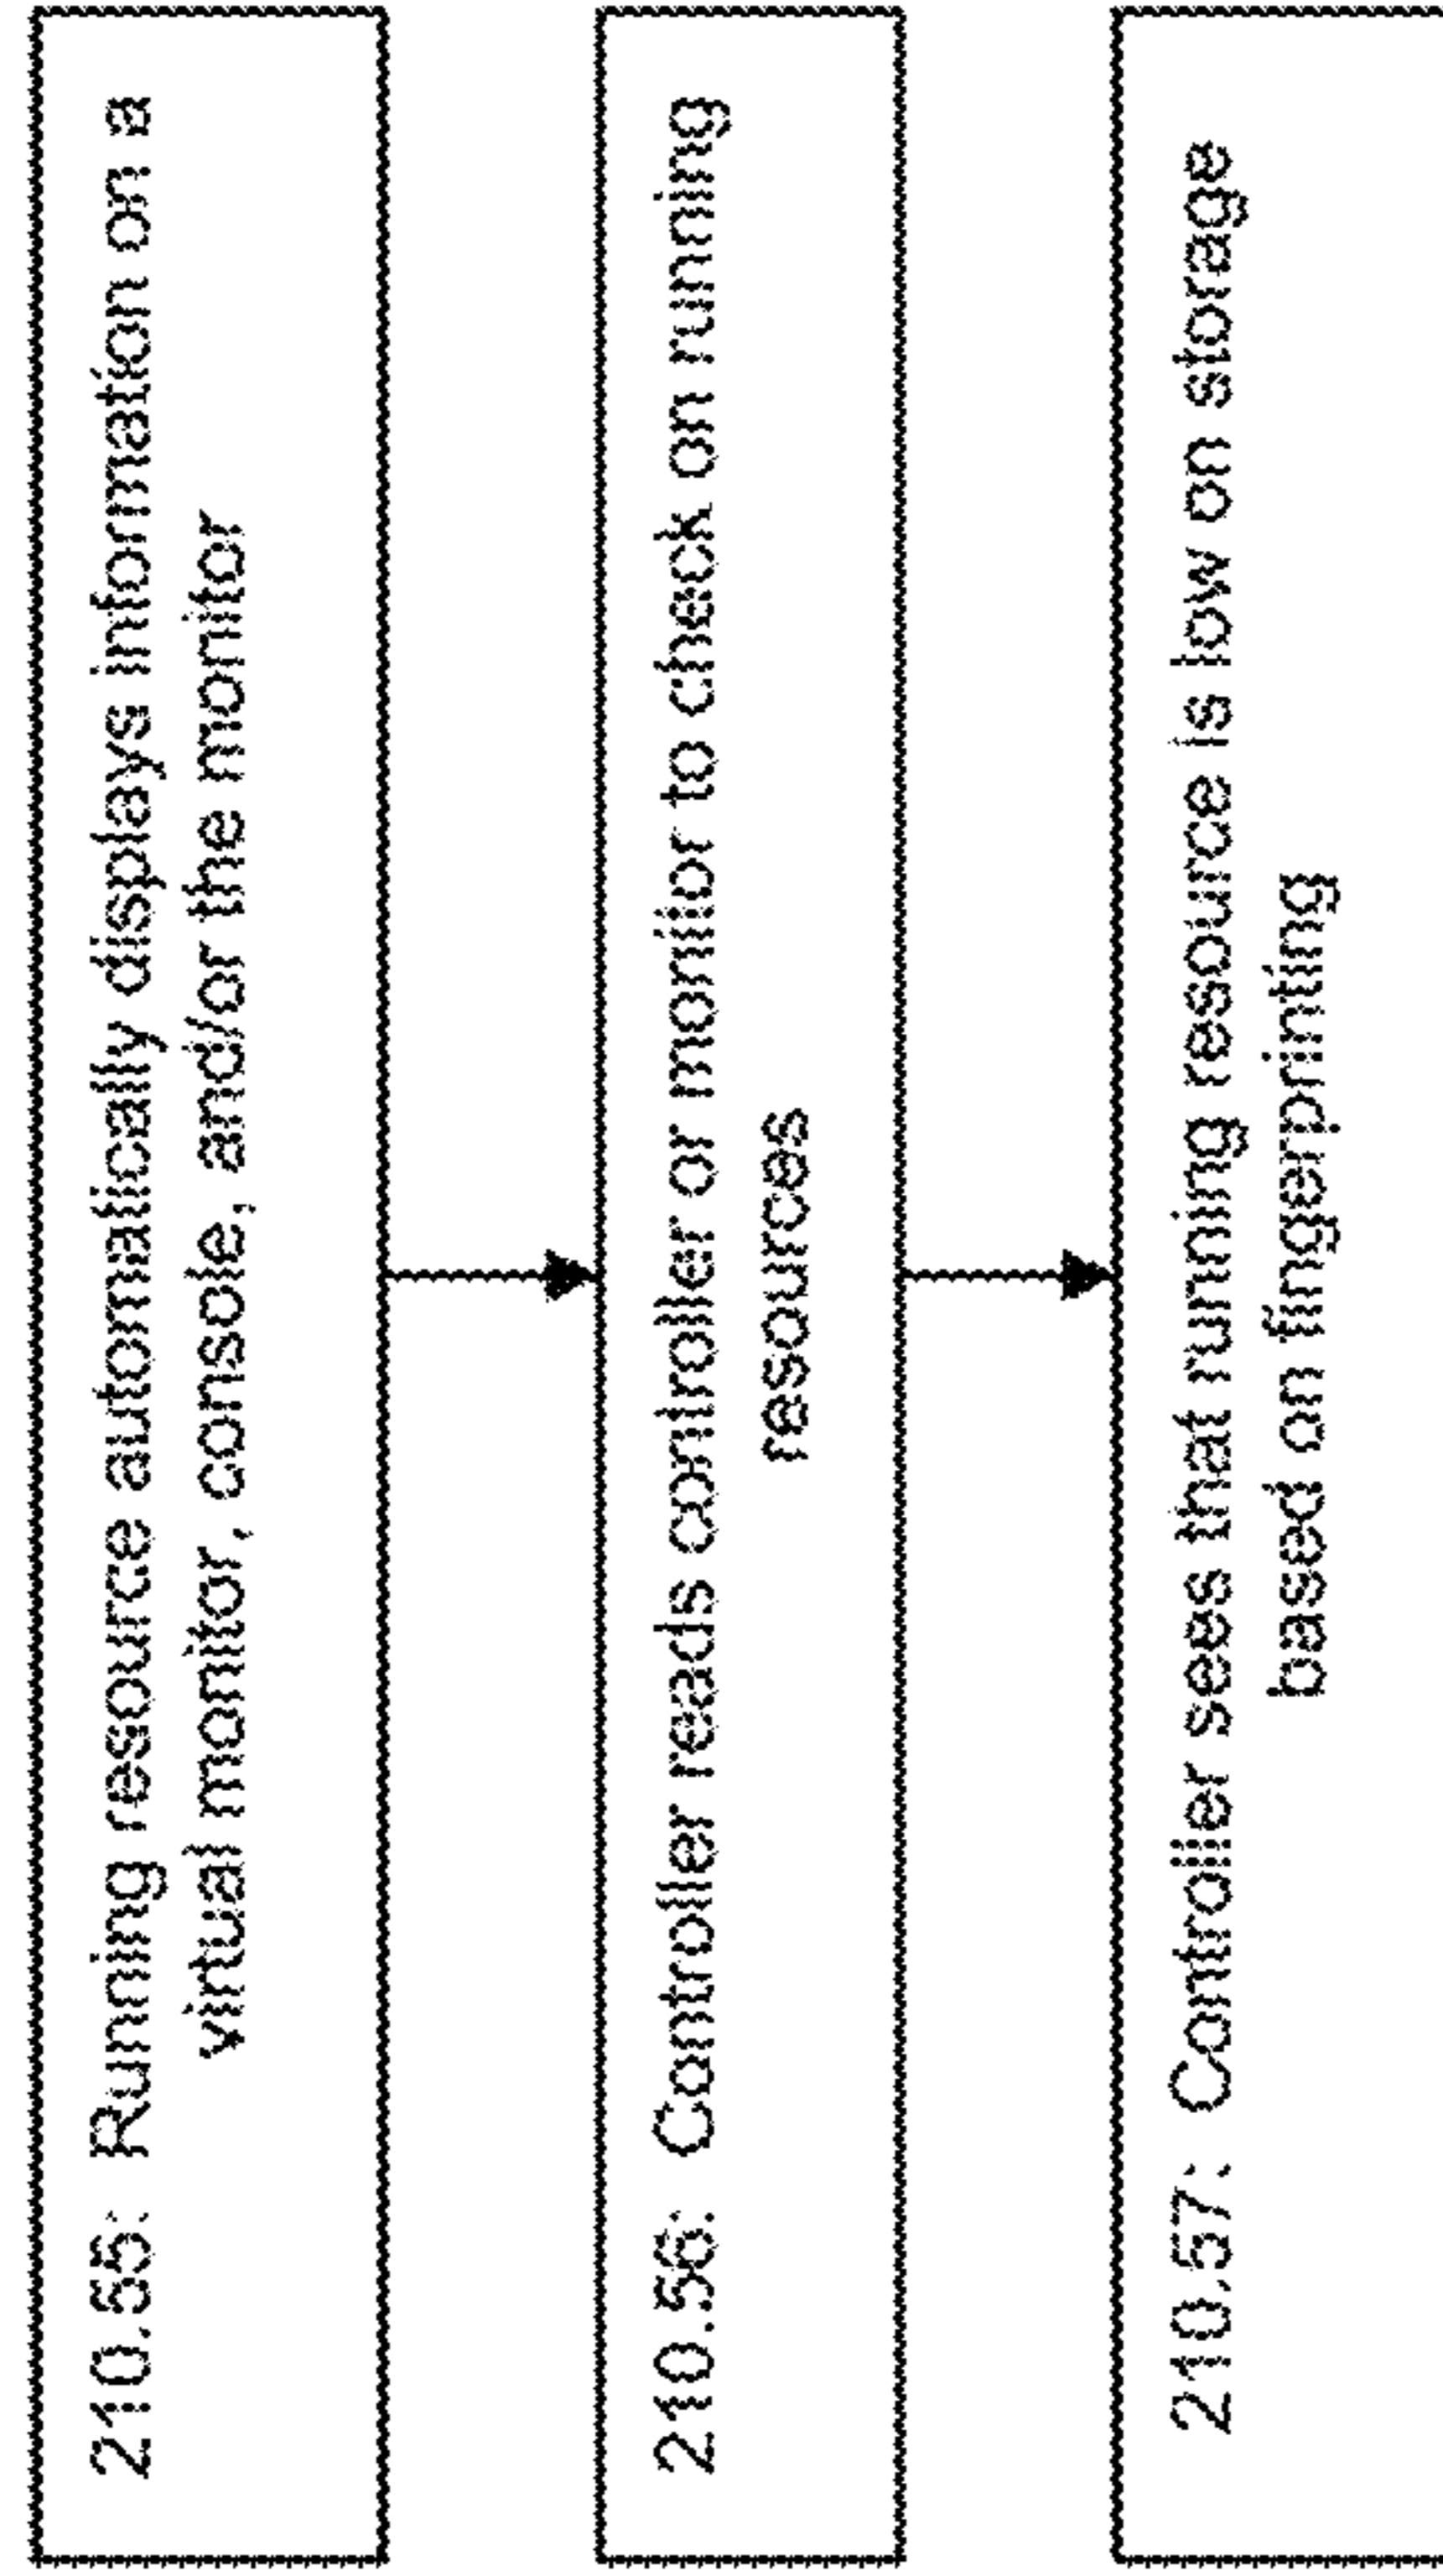 210.55: Running resource automatically displays information on a
virtual monitor, console, and/or the monitor
210.56: Controller reads controller or monitor to check on running
resources
210.57: Controller sees that running resource is low on storage
based on fingerprinting